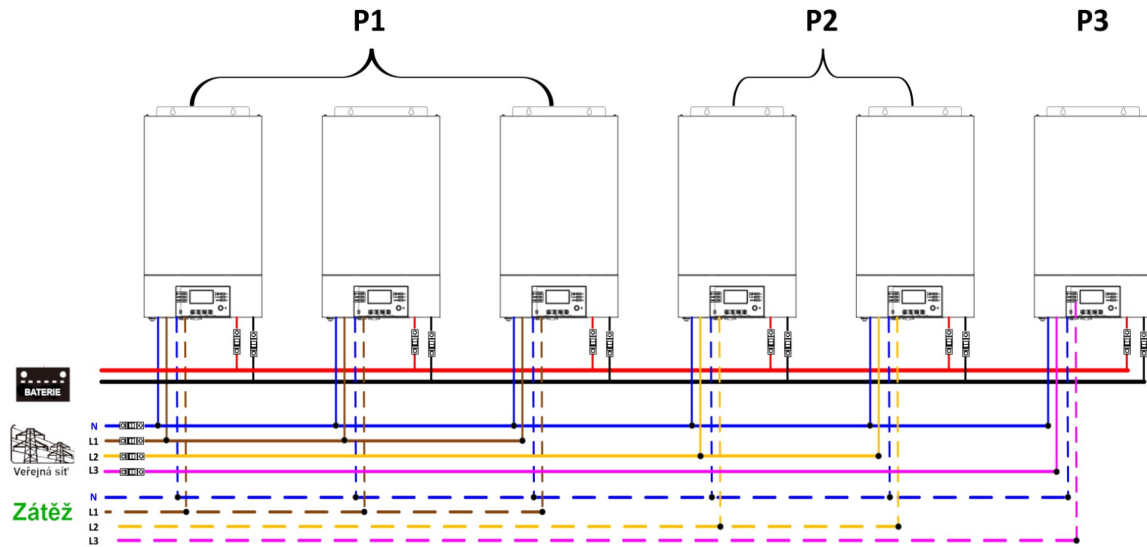 P1
P2
P3
BATERIE
N
L1
L2
L3
Veřejná síť
N
L1
L2
L3
Zátěž